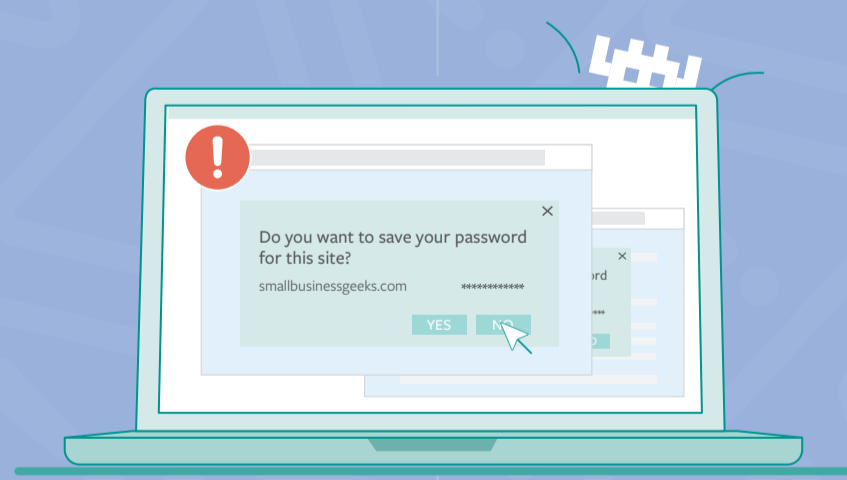 !
Do you want to save your password
for this site?
smallbusinessgeeks.com ************
YES NO